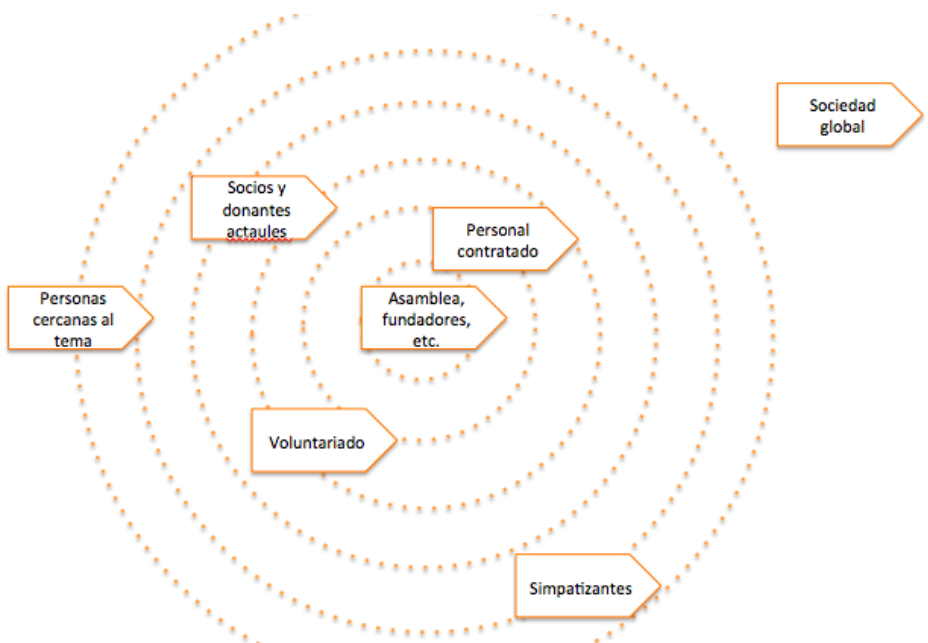 Sociedad
global
Socios y
donantes
actaules
Personal
contratado
Personas
cercanas al
tema
Asamblea,
fundadores,
etc.
Voluntariado
Simpatizantes